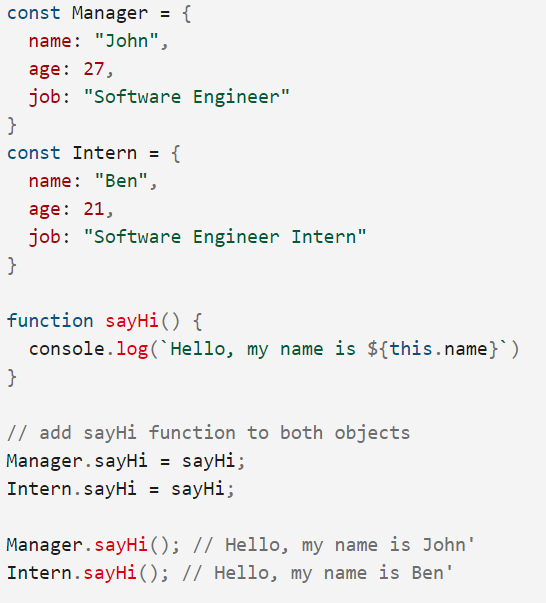 const Manager = {
  name: "John",
  age: 27,
  job: "Software Engineer"
}
const Intern = {
  name: "Ben",
  age: 21,
  job: "Software Engineer Intern"
}

function sayHi() {
  console.log(`Hello, my name is ${this.name}`)
}

// add sayHi function to both objects
Manager.sayHi = sayHi;
Intern.sayHi = sayHi;

Manager.sayHi(); // Hello, my name is John'
Intern.sayHi(); // Hello, my name is Ben'